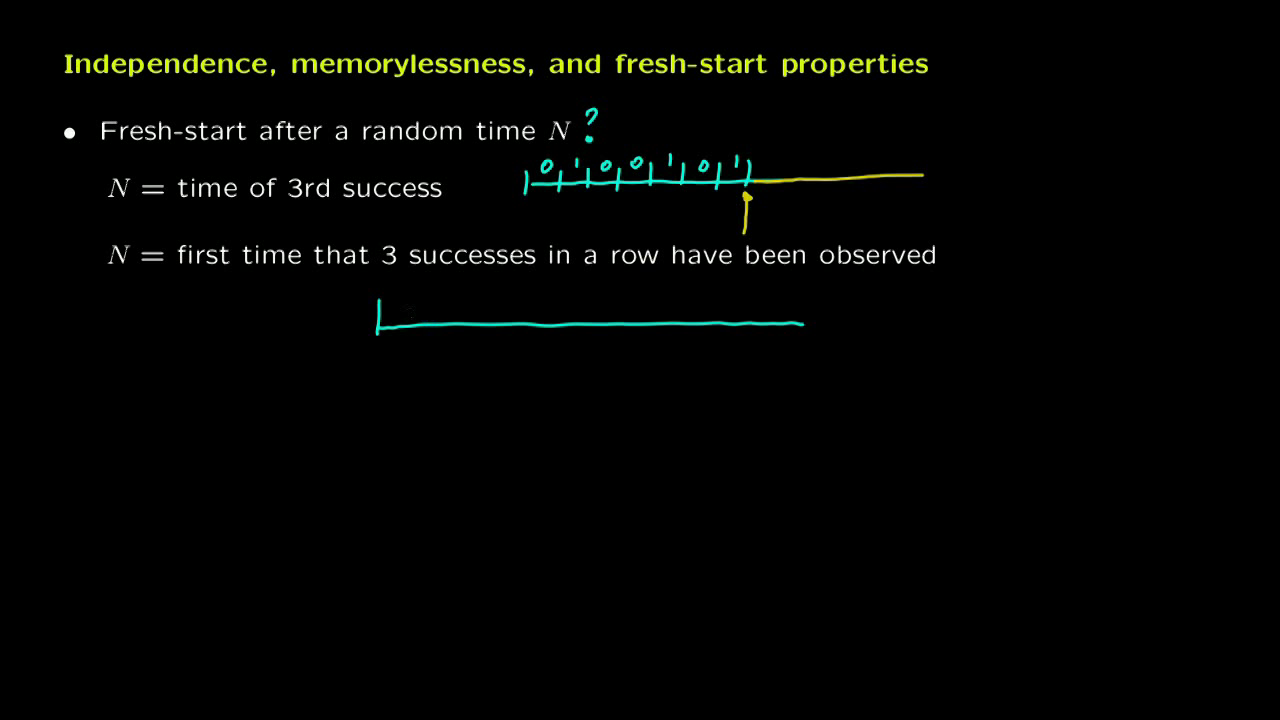 Independence, memorylessness, and fresh-start properties
• Fresh-start after a random time N ?
0 1 0 0 1 0 1
N = time of 3rd success
N = first time that 3 successes in a row have been observed